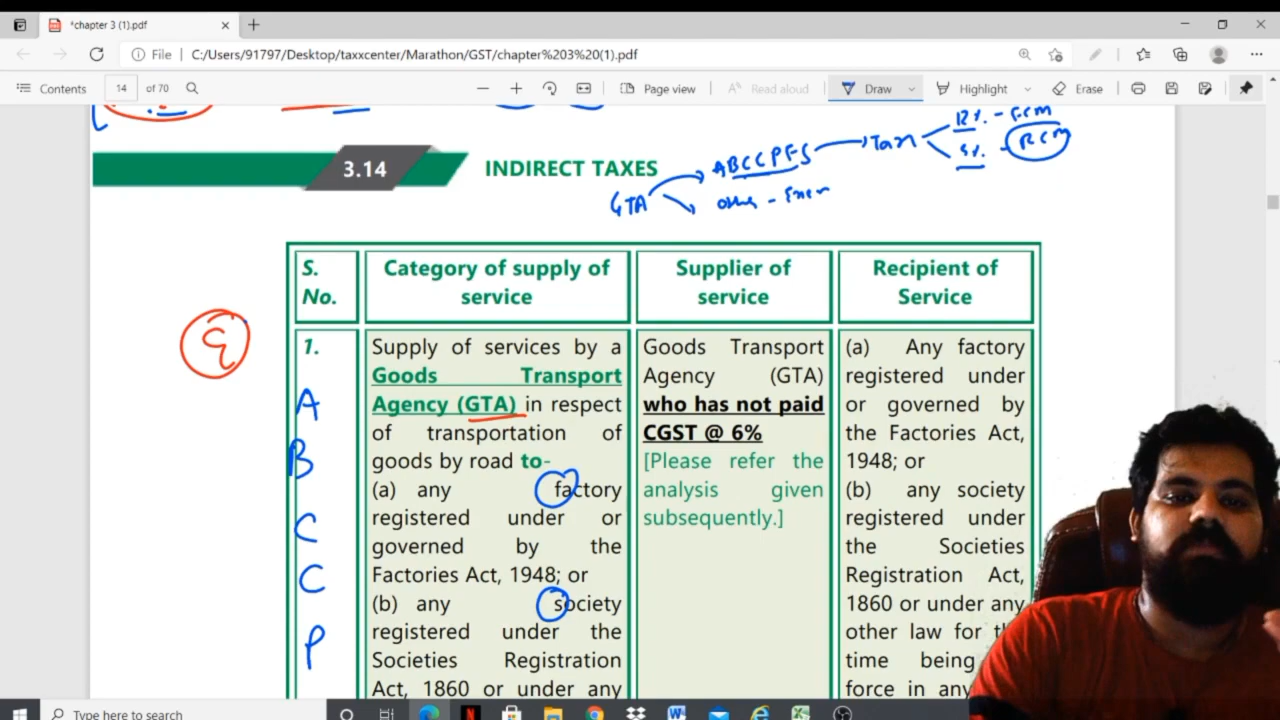 *chapter 3 (1).pdf
File C:/Users/91797/Desktop/taxxcenter/Marathon/GST/chapter%203%20(1).pdf
Contents 14 of 70 Page view Read aloud Draw Highlight Erase
12% - FCM
ABCCPFS Tax
5% - RCM
3.14 INDIRECT TAXES
GTA
Other - Exem
S. No.
Category of supply of service
Supplier of service
Recipient of Service
9
1.
A
B
C
C
P
Supply of services by a
Goods Transport
Agency (GTA) in respect
of transportation of
goods by road to-
(a) any factory
registered under or
governed by the
Factories Act, 1948; or
(b) any society
registered under the
Societies Registration
Act, 1860 or under any
Goods Transport
Agency (GTA)
who has not paid
CGST @ 6%
[Please refer the
analysis given
subsequently.]
(a) Any factory
registered under
or governed by
the Factories Act,
1948; or
(b) any society
registered under
the Societies
Registration Act,
1860 or under any
other law for
time being
force in any
Type here to search